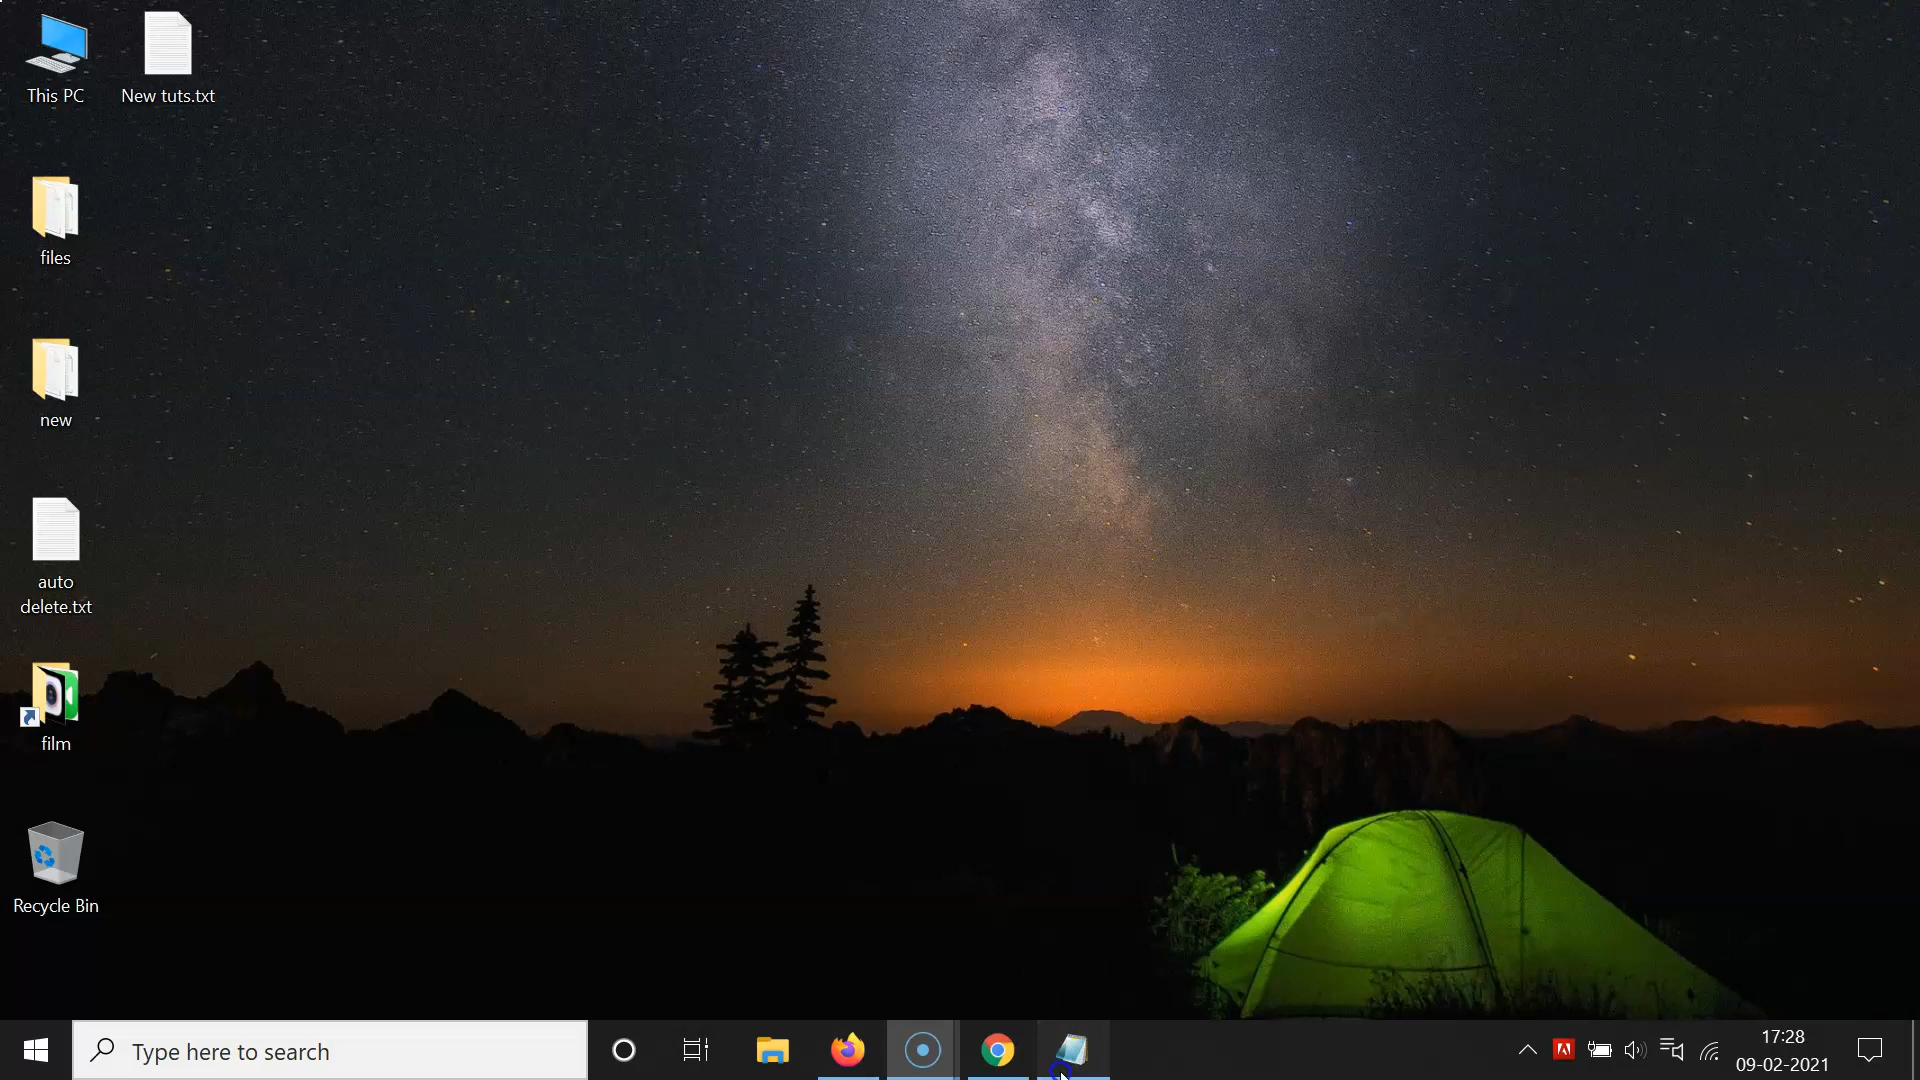 This PC
New tuts.txt
files
new
auto
delete.txt
film
Recycle Bin
Type here to search
17:28
09-02-2021